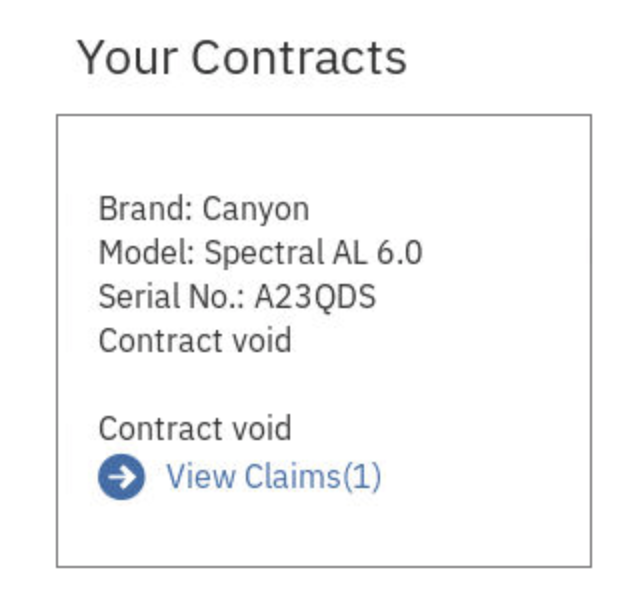 Your Contracts
Brand: Canyon
Model: Spectral AL 6.0
Serial No.: A23QDS
Contract void
Contract void
View Claims(1)